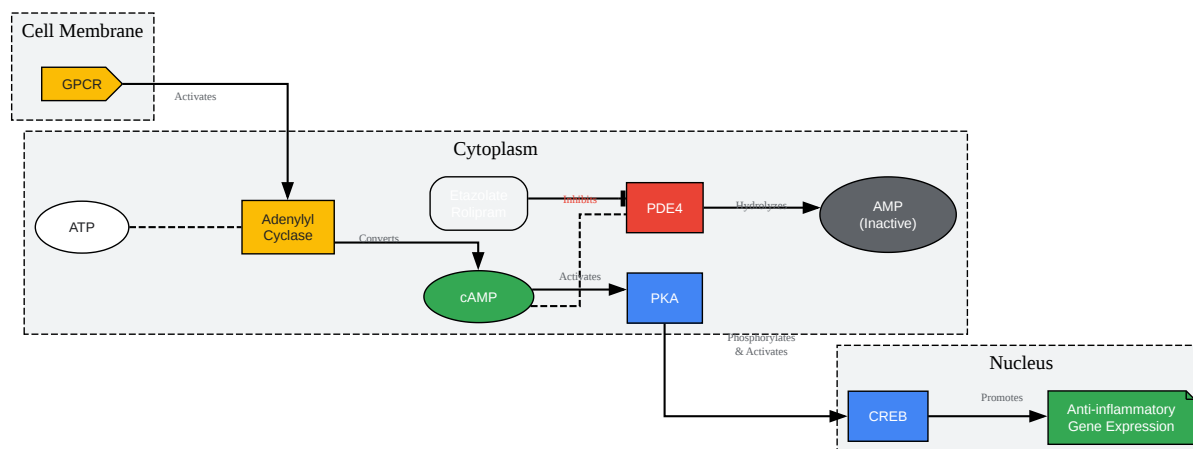 Cell Membrane
GPCR
Activates
Cytoplasm
ATP
Adenylyl
Cyclase
Converts
Etazolate
Rolipram
Inhibits
PDE4
Hydrolyzes
AMP
(Inactive)
cAMP
Activates
PKA
Phosphorylates
& Activates
Nucleus
CREB
Promotes
Anti-inflammatory
Gene Expression